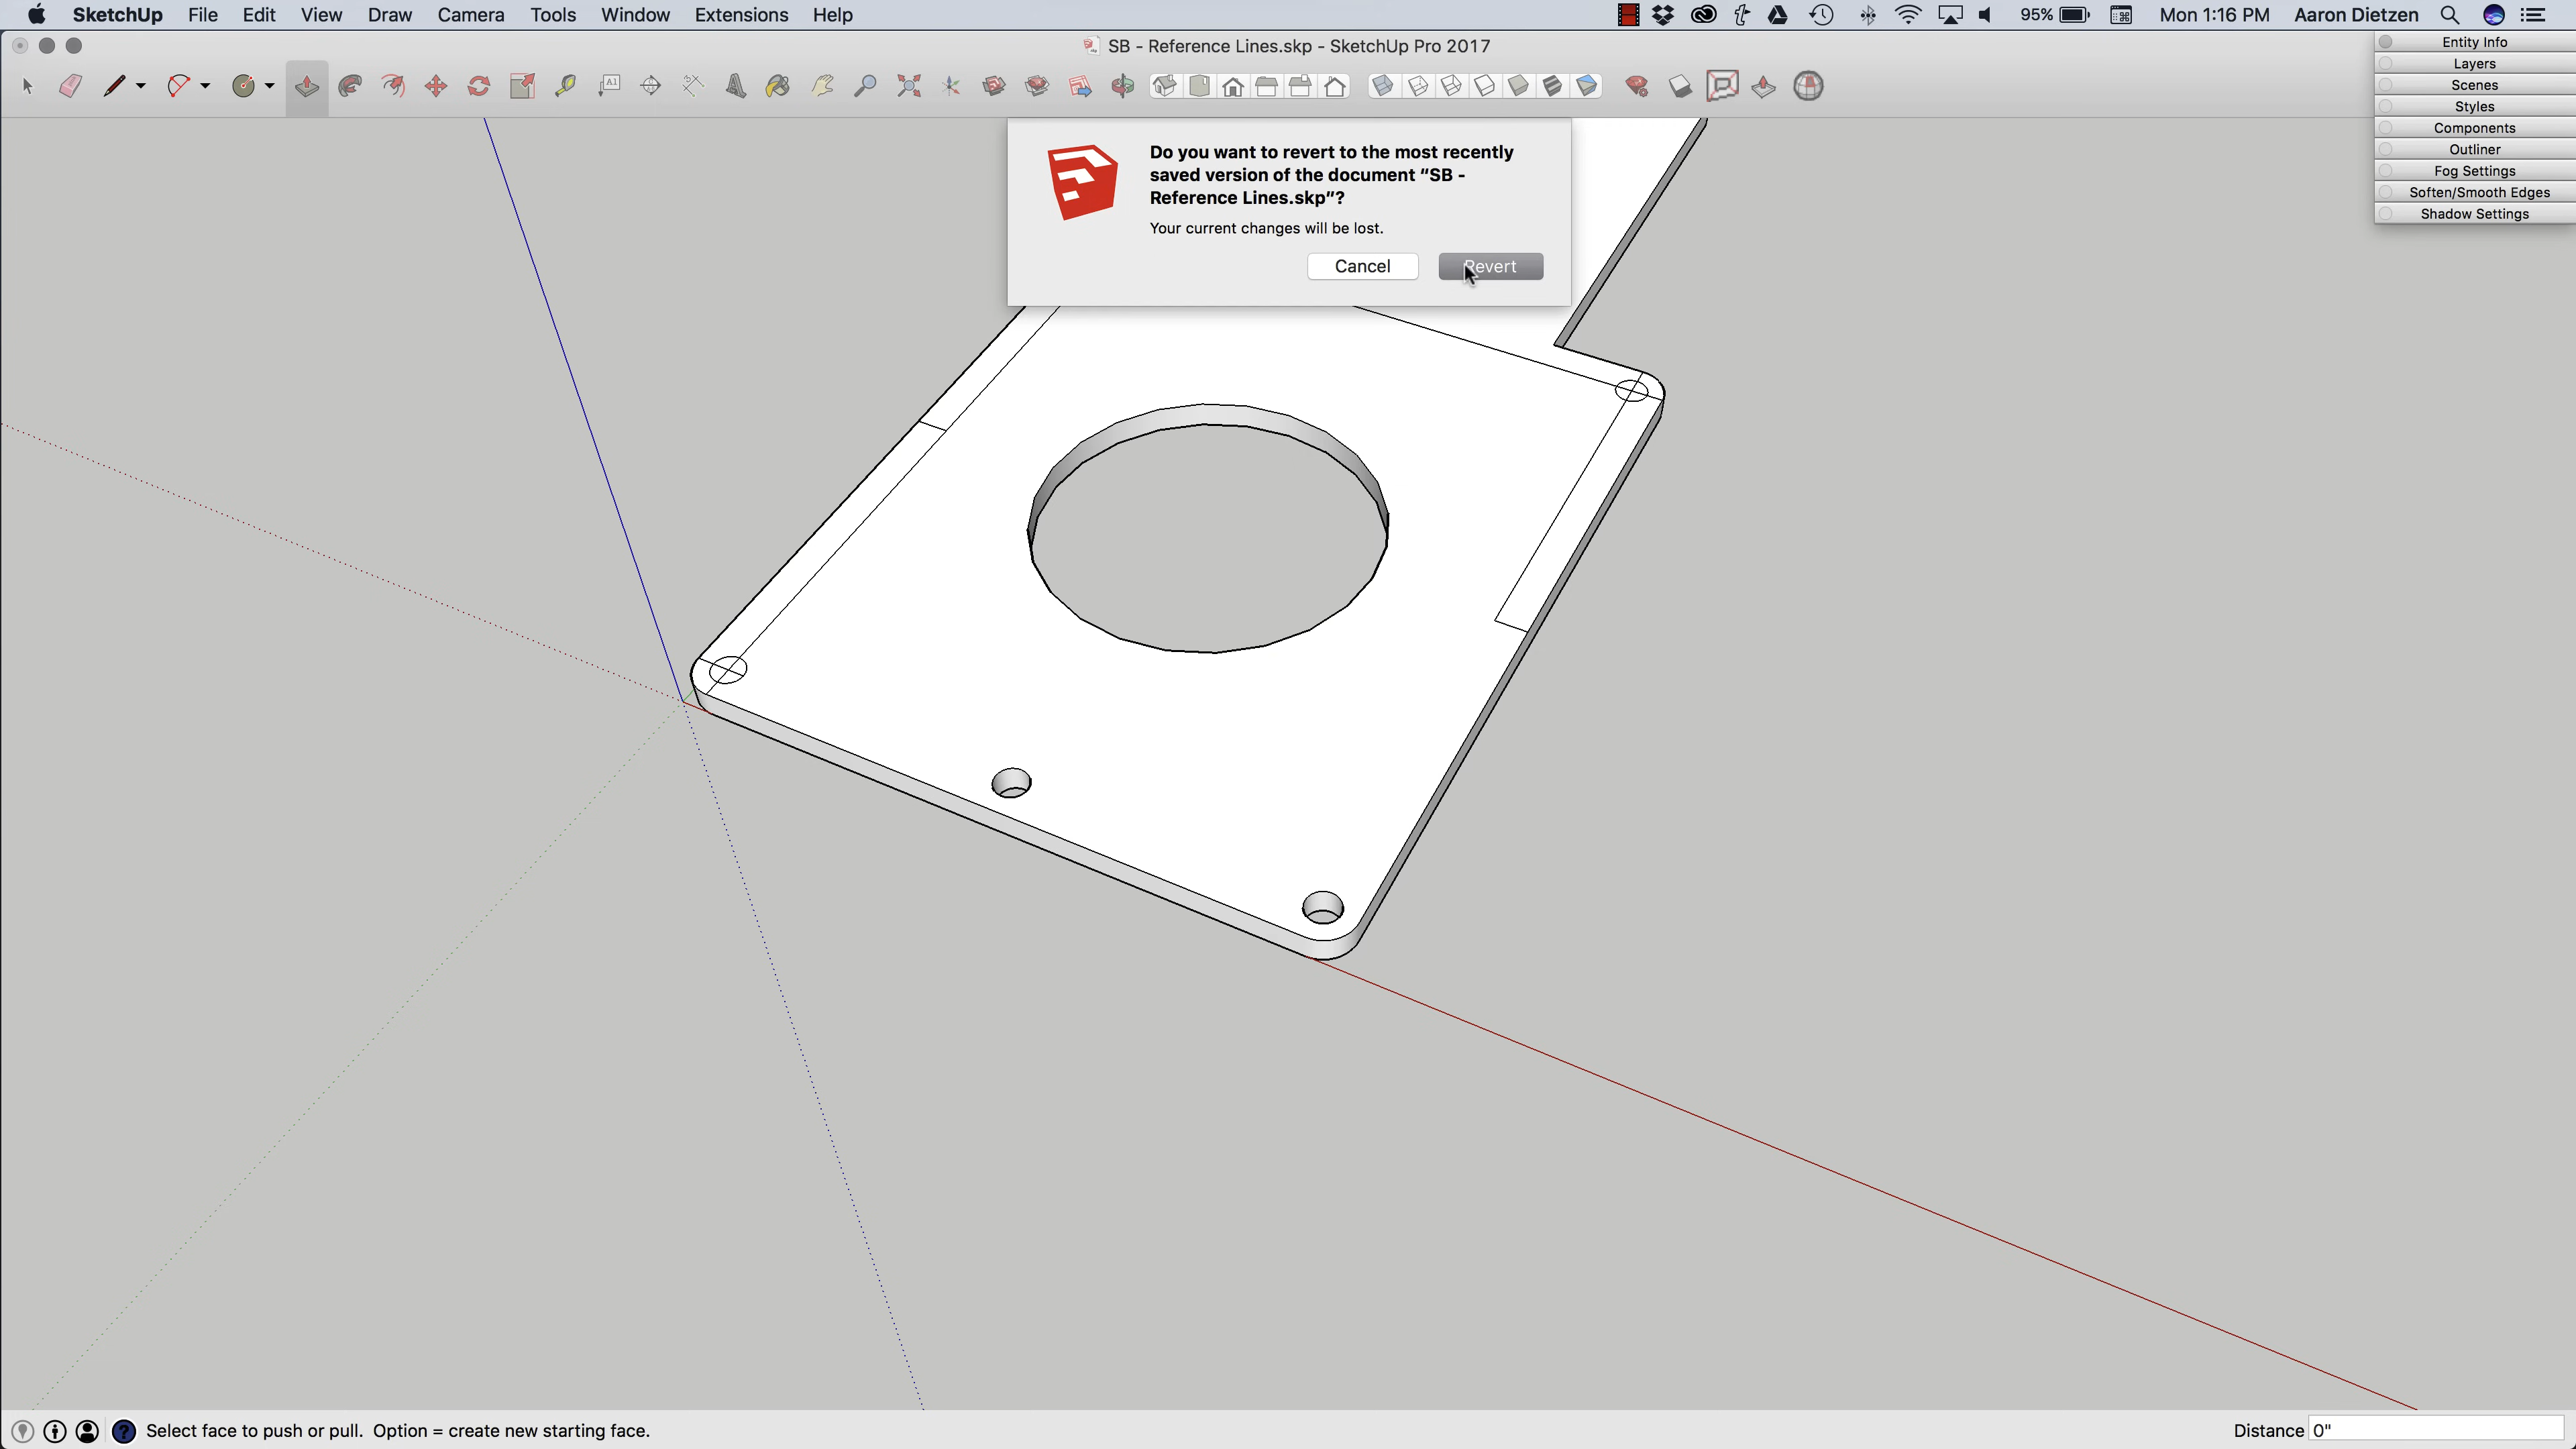 SketchUp File Edit View Draw Camera Tools Window Extensions Help 95% Mon 1:16 PM Aaron Dietzen
SB - Reference Lines.skp - SketchUp Pro 2017
Entity Info
Layers
Scenes
Styles
Components
Outliner
Fog Settings
Soften/Smooth Edges
Shadow Settings
A1
Do you want to revert to the most recently
saved version of the document “SB -
Reference Lines.skp”?
Your current changes will be lost.
Cancel Revert
Select face to push or pull. Option = create new starting face.
Distance 0"